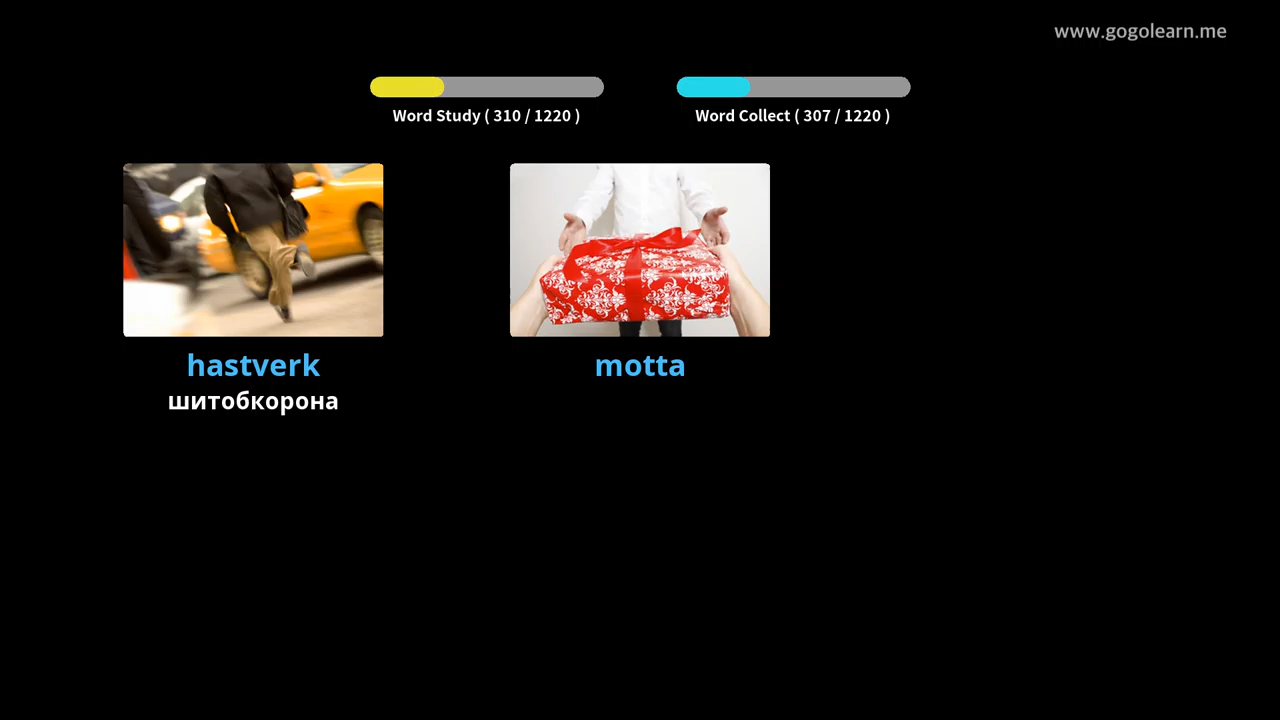 www.gogolearn.me
Word Study ( 310 / 1220 )
Word Collect ( 307 / 1220 )
hastverk
шитобкорона
motta